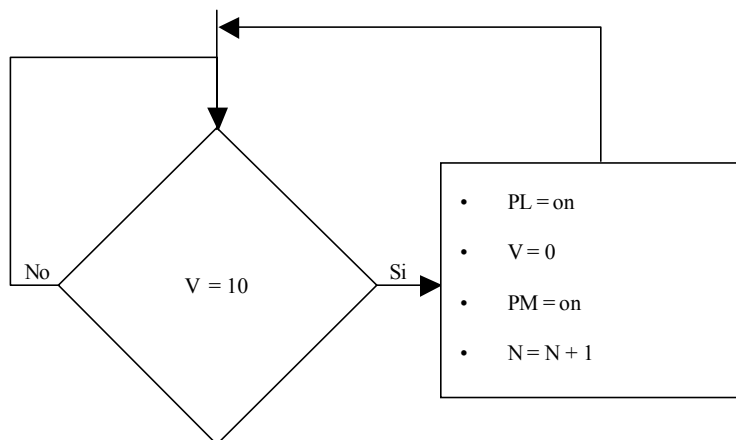 No
V = 10
Si
• PL = on
• V = 0
• PM = on
• N = N + 1